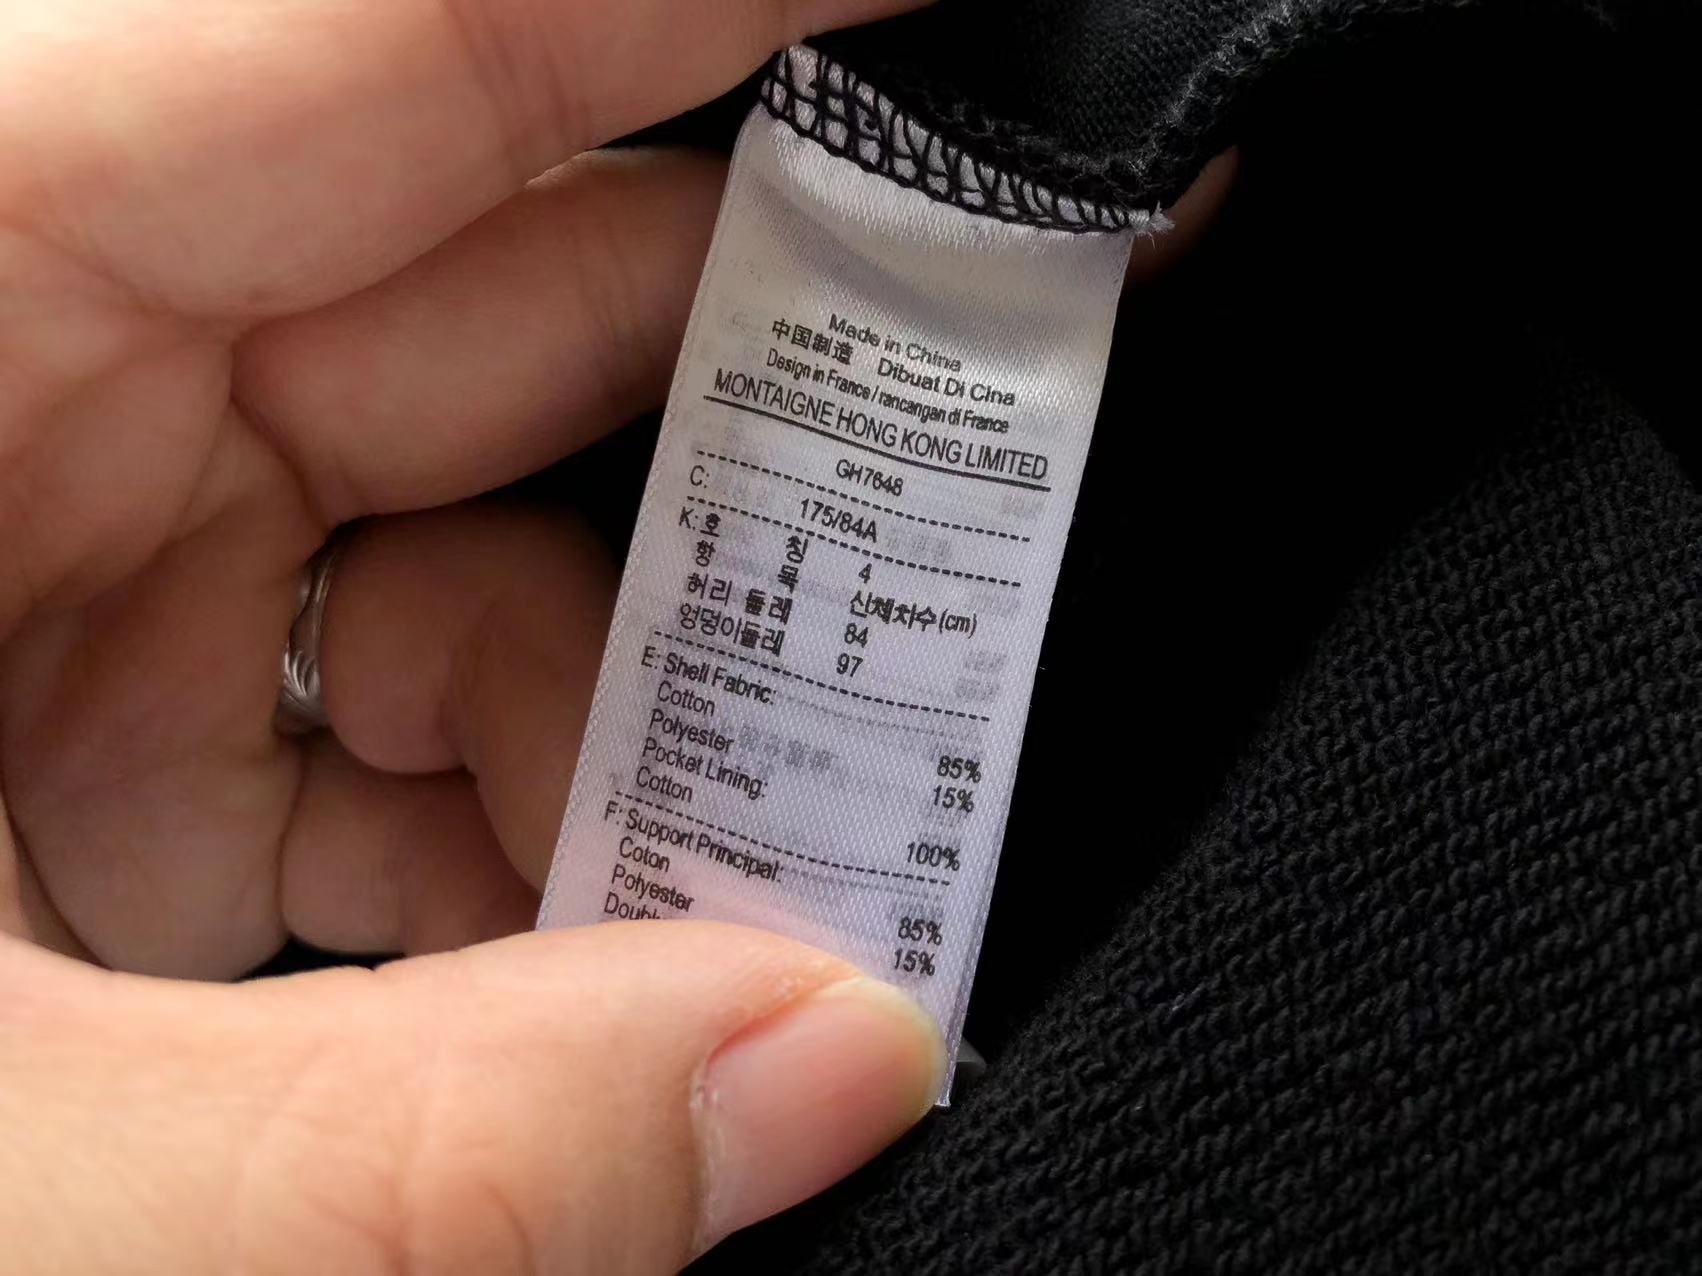 Made in China
中国制造 Dibuat Di Cina
Design in France / rancangan di France
MONTAIGNE HONG KONG LIMITED
GH7648
C: 175/84A
K: 호 칭 4
항 목 신체치수(cm)
허리 둘레 84
엉덩이둘레 97
E: Shell Fabric:
Cotton 85%
Polyester 15%
Pocket Lining:
Cotton 100%
F: Support Principal:
Coton 85%
Polyester 15%